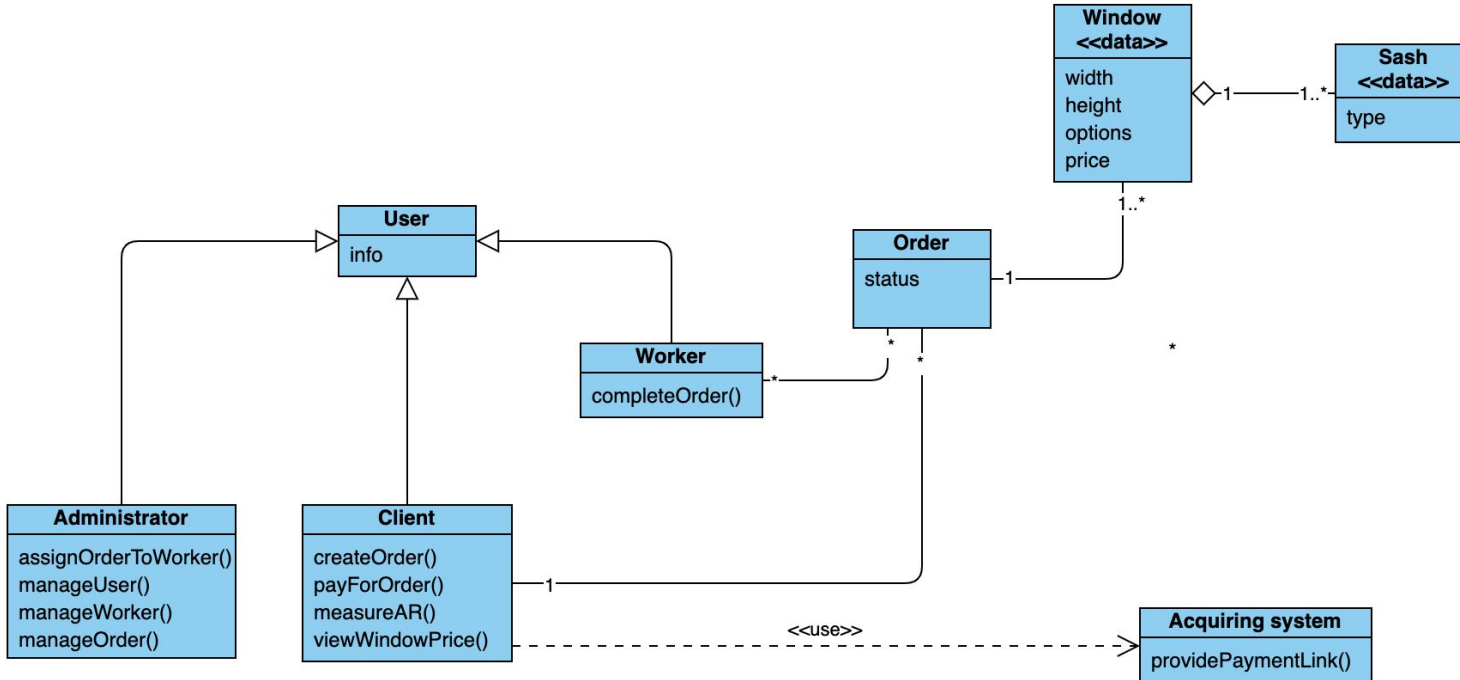 Window
<<data>>
width
height
options
price
1
1..*
Sash
<<data>>
type
1..*
User
info
Order
status
1
*
*
*
Worker
completeOrder()
*
Administrator
assignOrderToWorker()
manageUser()
manageWorker()
manageOrder()
Client
createOrder()
payForOrder()
measureAR()
viewWindowPrice()
1
<<use>>
Acquiring system
providePaymentLink()